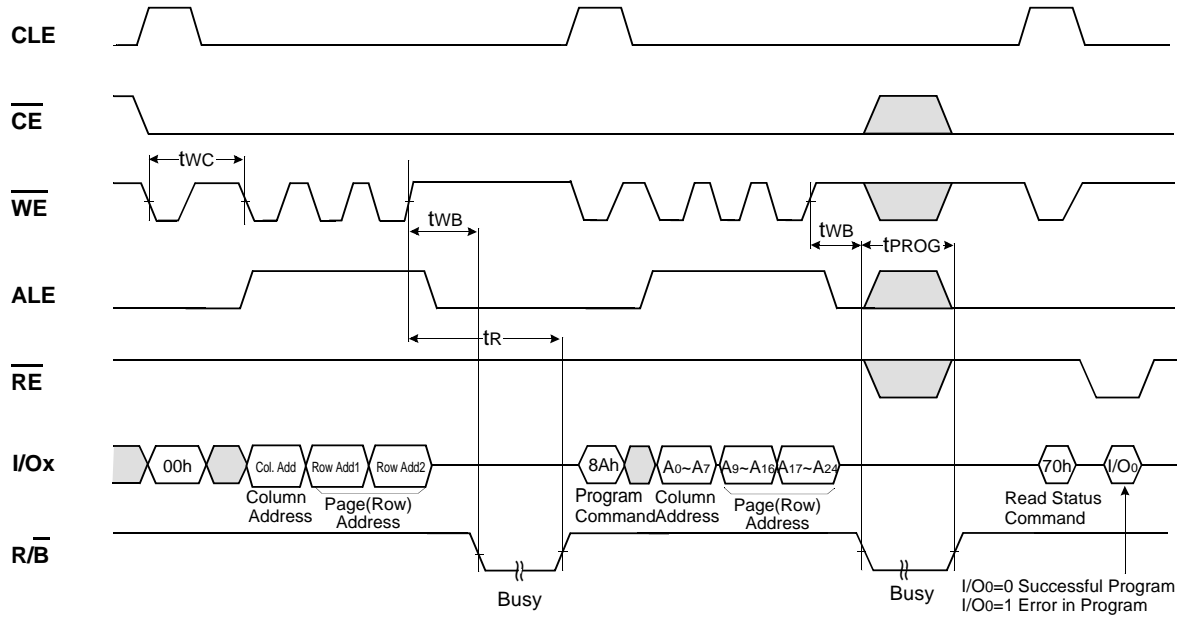 CLE
CE
tWC
WE
tWB
tWB
tPROG
ALE
tR
RE
I/Ox
00h
Col. Add
Row Add1
Row Add2
8Ah
A0~A7
A9~A16
A17~A24
70h
I/O0
Column
Address
Page(Row)
Address
Program
Command
Column
Address
Page(Row)
Address
Read Status
Command
R/B
Busy
Busy
I/O0=0 Successful Program
I/O0=1 Error in Program